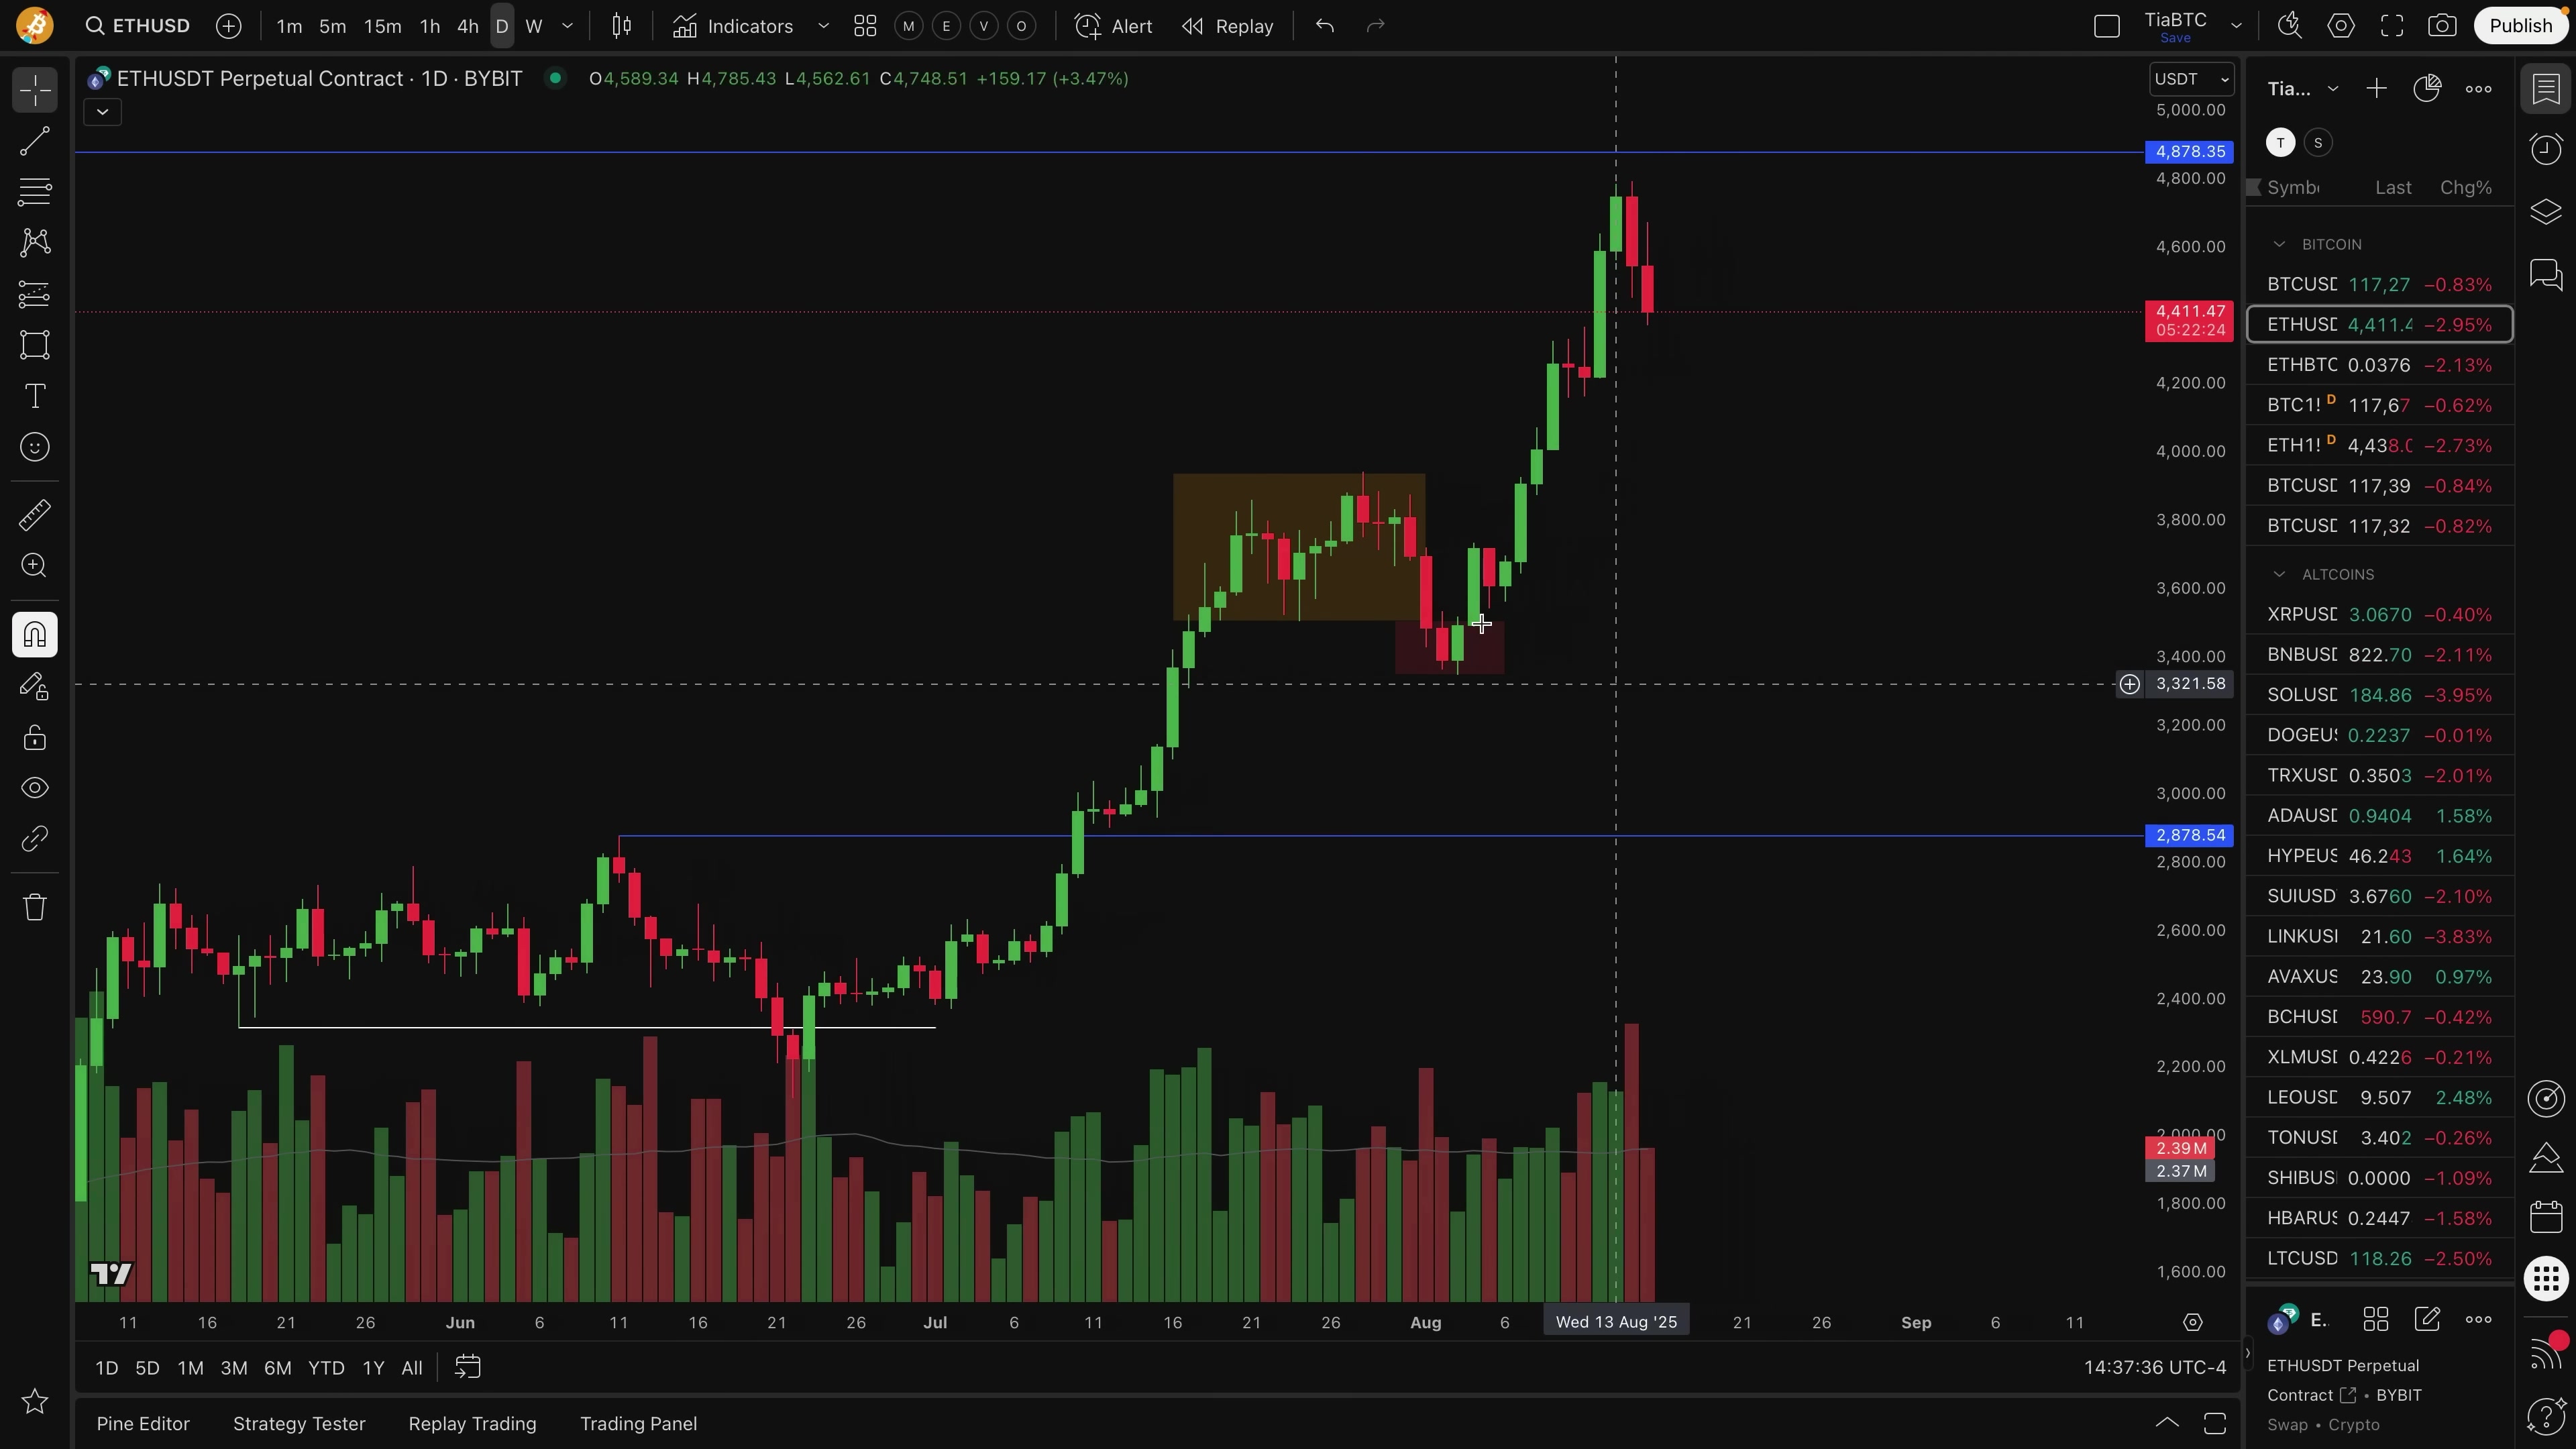 ETHUSD 1m 5m 15m 1h 4h D W Indicators M E V O Alert Replay TiaBTC Save Publish
ETHUSDT Perpetual Contract · 1D · BYBIT O4,589.34 H4,785.43 L4,562.61 C4,748.51 +159.17 (+3.47%)
USDT
5,000.00
4,878.35
4,800.00
4,600.00
4,411.47
05:22:24
4,200.00
4,000.00
3,800.00
3,600.00
3,400.00
3,321.58
3,200.00
3,000.00
2,878.54
2,800.00
2,600.00
2,400.00
2,200.00
2,000.00
2.39 M
2.37 M
1,800.00
1,600.00
11 16 21 26 Jun 6 11 16 21 26 Jul 6 11 16 21 26 Aug 6 Wed 13 Aug '25 21 26 Sep 6 11
1D 5D 1M 3M 6M YTD 1Y All 14:37:36 UTC-4
Pine Editor Strategy Tester Replay Trading Trading Panel
Tia...
T S
Symb Last Chg%
BITCOIN
BTCUSD 117,27 −0.83%
ETHUSD 4,411.4 −2.95%
ETHBTC 0.0376 −2.13%
BTC1! D 117,67 −0.62%
ETH1! D 4,438.0 −2.73%
BTCUSD 117,39 −0.84%
BTCUSD 117,32 −0.82%
ALTCOINS
XRPUSD 3.0670 −0.40%
BNBUSD 822.70 −2.11%
SOLUSD 184.86 −3.95%
DOGEUS 0.2237 −0.01%
TRXUSD 0.3503 −2.01%
ADAUSD 0.9404 1.58%
HYPEUS 46.243 1.64%
SUIUSD 3.6760 −2.10%
LINKUSI 21.60 −3.83%
AVAXUS 23.90 0.97%
BCHUSD 590.7 −0.42%
XLMUSD 0.4226 −0.21%
LEOUSD 9.507 2.48%
TONUSD 3.402 −0.26%
SHIBUSI 0.0000 −1.09%
HBARUS 0.2447 −1.58%
LTCUSD 118.26 −2.50%
E.
ETHUSDT Perpetual
Contract • BYBIT
Swap • Crypto